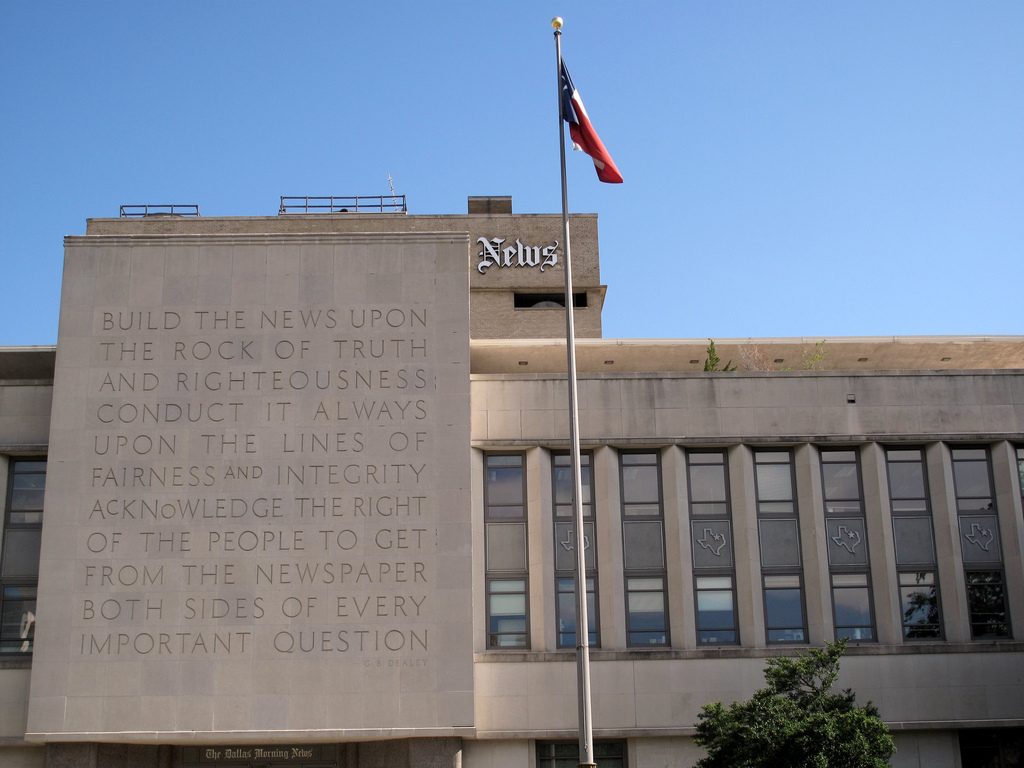 News
BUILD THE NEWS UPON
THE ROCK OF TRUTH
AND RIGHTEOUSNESS
CONDUCT IT ALWAYS
UPON THE LINES OF
FAIRNESS AND INTEGRITY
ACKNOWLEDGE THE RIGHT
OF THE PEOPLE TO GET
FROM THE NEWSPAPER
BOTH SIDES OF EVERY
IMPORTANT QUESTION
G. B. DEALEY
The Dallas Morning News